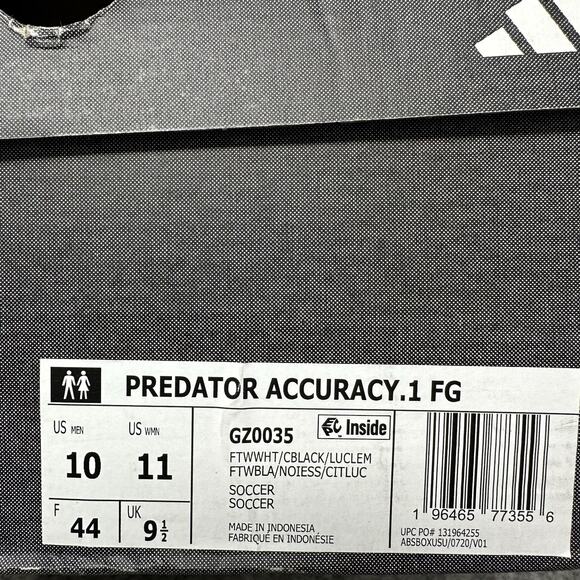 PREDATOR ACCURACY.1 FG
US MEN
10
US WMN
11
F
44
UK
9 1/2
GZ0035
Inside
FTWWHT/CBLACK/LUCLEM
FTWBLA/NOIESS/CITLUC
SOCCER
SOCCER
MADE IN INDONESIA
FABRIQUÉ EN INDONÉSIE
1 96465 77355 6
UPC PO# 131964255
ABSBOXUSU/0720/V01